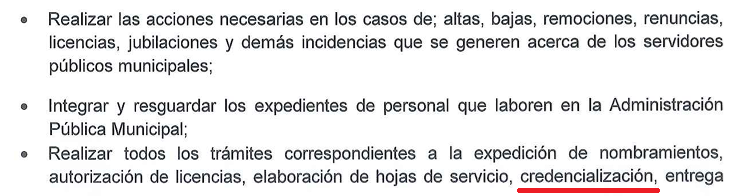 • Realizar las acciones necesarias en los casos de; altas, bajas, remociones, renuncias,
licencias, jubilaciones y demás incidencias que se generen acerca de los servidores
públicos municipales;
• Integrar y resguardar los expedientes de personal que laboren en la Administración
Pública Municipal;
• Realizar todos los trámites correspondientes a la expedición de nombramientos,
autorización de licencias, elaboración de hojas de servicio, credencialización, entrega